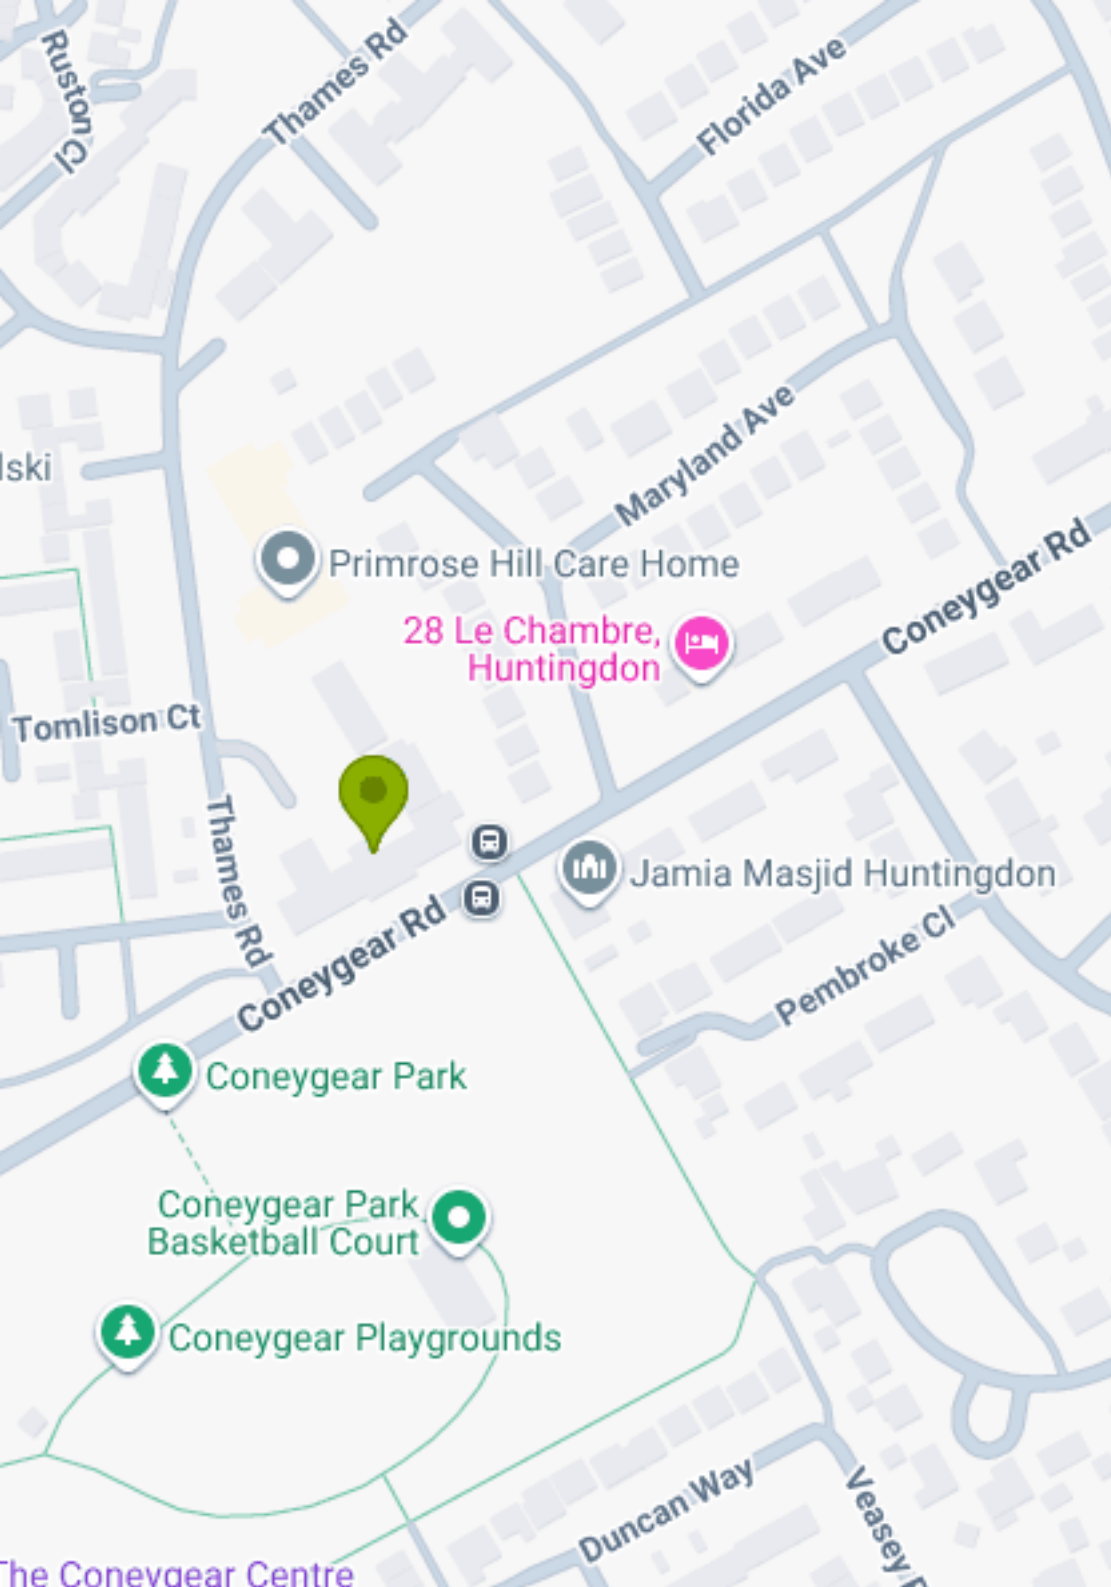 Ruston Cl
Thames Rd
Florida Ave
lski
Maryland Ave
Primrose Hill Care Home
28 Le Chambre,
Huntingdon
Coneygear Rd
Tomlison Ct
Thames Rd
Jamia Masjid Huntingdon
Coneygear Rd
Pembroke Cl
Coneygear Park
Coneygear Park
Basketball Court
Coneygear Playgrounds
Duncan Way
Veasey R
The Coneygear Centre